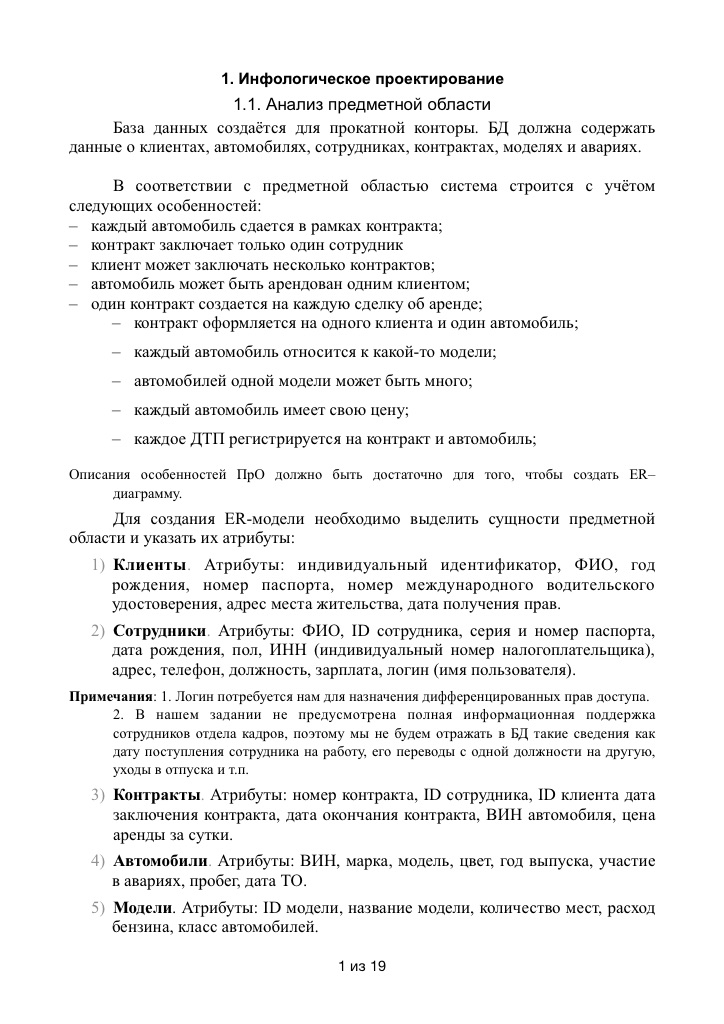 1. Инфологическое проектирование
1.1. Анализ предметной области
База данных создаётся для прокатной конторы. БД должна содержать
данные о клиентах, автомобилях, сотрудниках, контрактах, моделях и авариях.
В соответствии с предметной областью система строится с учётом
следующих особенностей:
– каждый автомобиль сдается в рамках контракта;
– контракт заключает только один сотрудник
– клиент может заключать несколько контрактов;
– автомобиль может быть арендован одним клиентом;
– один контракт создается на каждую сделку об аренде;
– контракт оформляется на одного клиента и один автомобиль;
– каждый автомобиль относится к какой-то модели;
– автомобилей одной модели может быть много;
– каждый автомобиль имеет свою цену;
– каждое ДТП регистрируется на контракт и автомобиль;
Описания особенностей ПрО должно быть достаточно для того, чтобы создать ER–
диаграмму.
Для создания ER-модели необходимо выделить сущности предметной
области и указать их атрибуты:
1) Клиенты. Атрибуты: индивидуальный идентификатор, ФИО, год
рождения, номер паспорта, номер международного водительского
удостоверения, адрес места жительства, дата получения прав.
2) Сотрудники. Атрибуты: ФИО, ID сотрудника, серия и номер паспорта,
дата рождения, пол, ИНН (индивидуальный номер налогоплательщика),
адрес, телефон, должность, зарплата, логин (имя пользователя).
Примечания: 1. Логин потребуется нам для назначения дифференцированных прав доступа.
2. В нашем задании не предусмотрена полная информационная поддержка
сотрудников отдела кадров, поэтому мы не будем отражать в БД такие сведения как
дату поступления сотрудника на работу, его переводы с одной должности на другую,
уходы в отпуска и т.п.
3) Контракты. Атрибуты: номер контракта, ID сотрудника, ID клиента дата
заключения контракта, дата окончания контракта, ВИН автомобиля, цена
аренды за сутки.
4) Автомобили. Атрибуты: ВИН, марка, модель, цвет, год выпуска, участие
в авариях, пробег, дата ТО.
5) Модели. Атрибуты: ID модели, название модели, количество мест, расход
бензина, класс автомобилей.
1 из 19